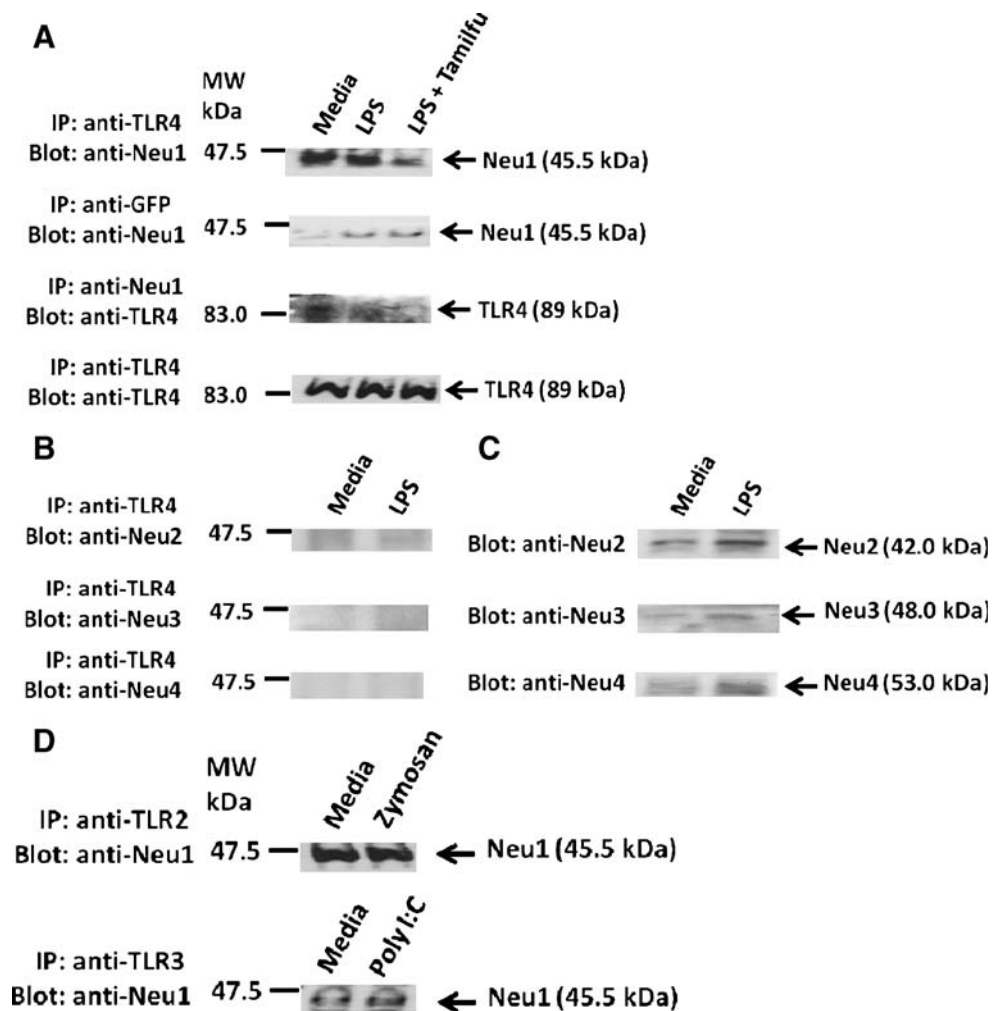 A
MW
kDa
Media
LPS
LPS + Tamilfu
IP: anti-TLR4
Blot: anti-Neu1
47.5
Neu1 (45.5 kDa)
IP: anti-GFP
Blot: anti-Neu1
47.5
Neu1 (45.5 kDa)
IP: anti-Neu1
Blot: anti-TLR4
83.0
TLR4 (89 kDa)
IP: anti-TLR4
Blot: anti-TLR4
83.0
TLR4 (89 kDa)
B
Media
LPS
IP: anti-TLR4
Blot: anti-Neu2
47.5
IP: anti-TLR4
Blot: anti-Neu3
47.5
IP: anti-TLR4
Blot: anti-Neu4
47.5
C
Media
LPS
Blot: anti-Neu2
Neu2 (42.0 kDa)
Blot: anti-Neu3
Neu3 (48.0 kDa)
Blot: anti-Neu4
Neu4 (53.0 kDa)
D
MW
kDa
Media
Zymosan
IP: anti-TLR2
Blot: anti-Neu1
47.5
Neu1 (45.5 kDa)
Media
Poly I:C
IP: anti-TLR3
Blot: anti-Neu1
47.5
Neu1 (45.5 kDa)